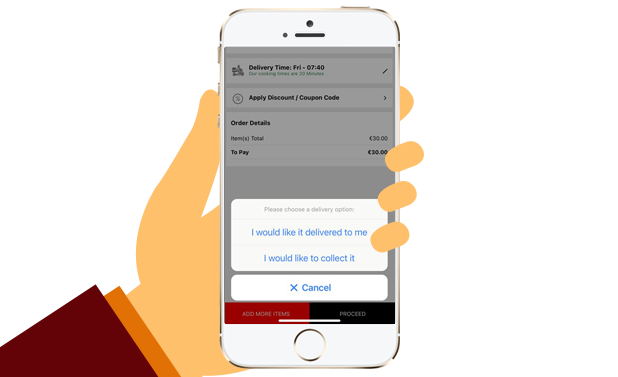 Delivery Time: Fri - 07:40
Our cooking times are 20 Minutes
Apply Discount / Coupon Code
Order Details
Item(s) Total €30.00
To Pay €30.00
Please choose a delivery option:
I would like it delivered to me
I would like to collect it
Cancel
ADD MORE ITEMS PROCEED